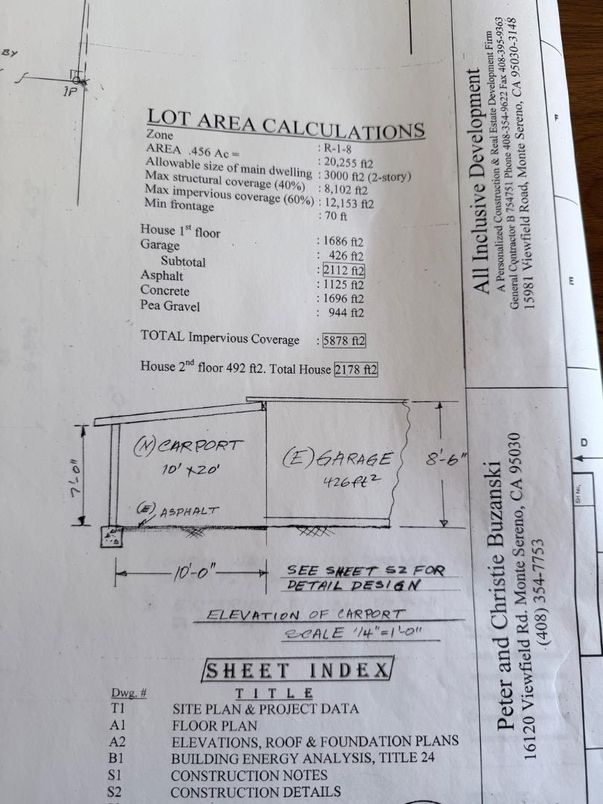 BY
IP
LOT AREA CALCULATIONS
Zone : R-1-8
AREA .456 Ac = : 20,255 ft2
Allowable size of main dwelling : 3000 ft2 (2-story)
Max structural coverage (40%) : 8,102 ft2
Max impervious coverage (60%) : 12,153 ft2
Min frontage : 70 ft
House 1st floor : 1686 ft2
Garage : 426 ft2
Subtotal : 2112 ft2
Asphalt : 1125 ft2
Concrete : 1696 ft2
Pea Gravel : 944 ft2
TOTAL Impervious Coverage : 5878 ft2
House 2nd floor 492 ft2. Total House 2178 ft2
(N) CARPORT
10' x 20'
(E) GARAGE
426 ft2
7'-0"
8'-6"
(E) ASPHALT
10'-0"
SEE SHEET S2 FOR
DETAIL DESIGN
ELEVATION OF CARPORT
SCALE 1/4"=1'-0"
SHEET INDEX
Dwg. # TITLE
T1 SITE PLAN & PROJECT DATA
A1 FLOOR PLAN
A2 ELEVATIONS, ROOF & FOUNDATION PLANS
B1 BUILDING ENERGY ANALYSIS, TITLE 24
S1 CONSTRUCTION NOTES
S2 CONSTRUCTION DETAILS
All Inclusive Development
A Personalized Construction & Real Estate Development Firm
General Contractor B 754751 Phone 408-354-9622 Fax 408-395-9363
15981 Viewfield Road, Monte Sereno, CA 95030-3148
Peter and Christie Buzanski
16120 Viewfield Rd. Monte Sereno, CA 95030
(408) 354-7753